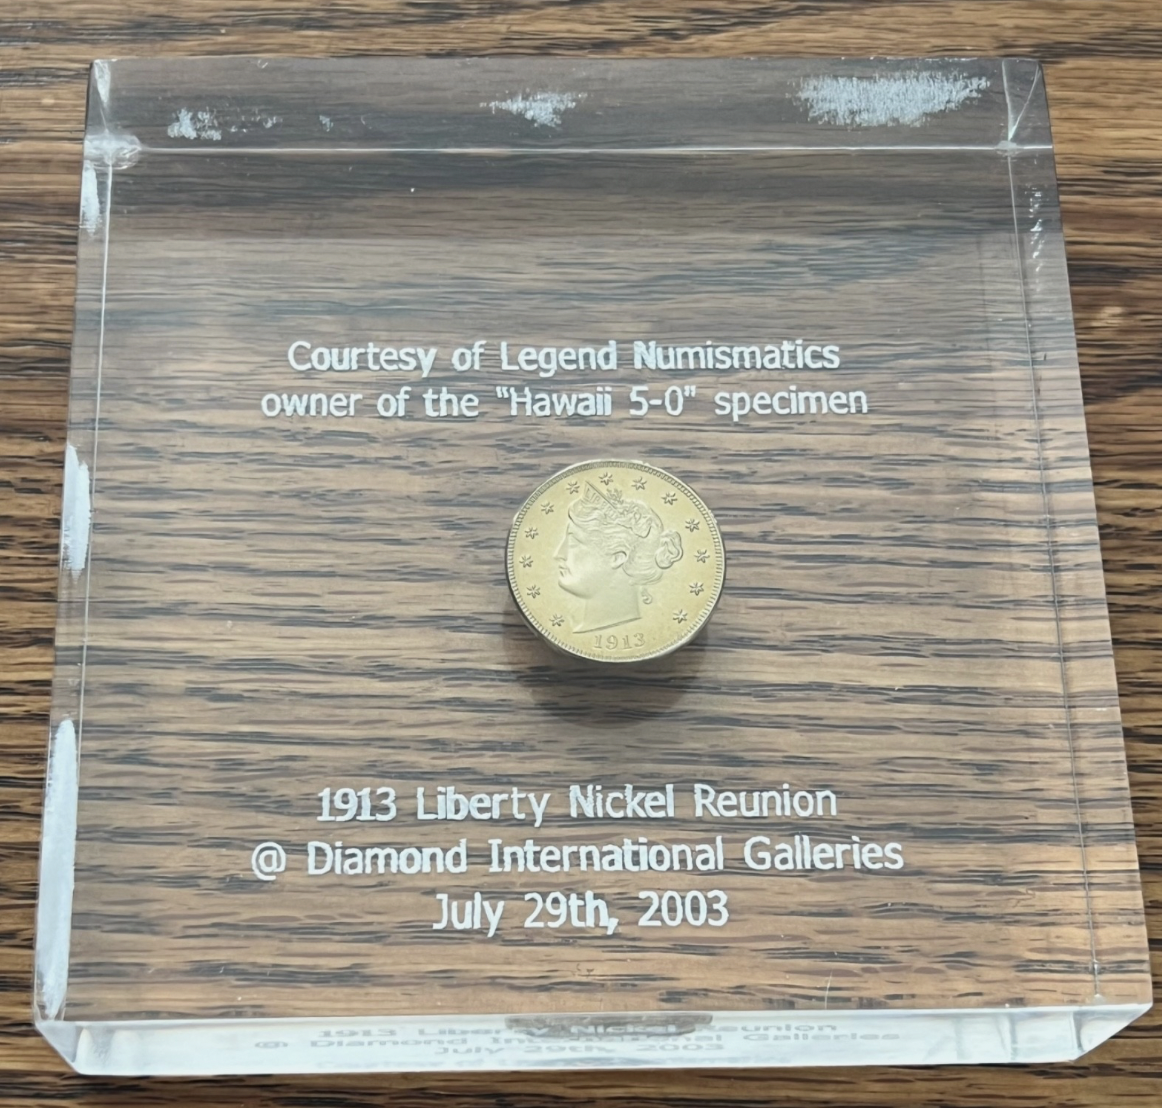 Courtesy of Legend Numismatics
owner of the "Hawaii 5-0" specimen
1913
1913 Liberty Nickel Reunion
@ Diamond International Galleries
July 29th, 2003